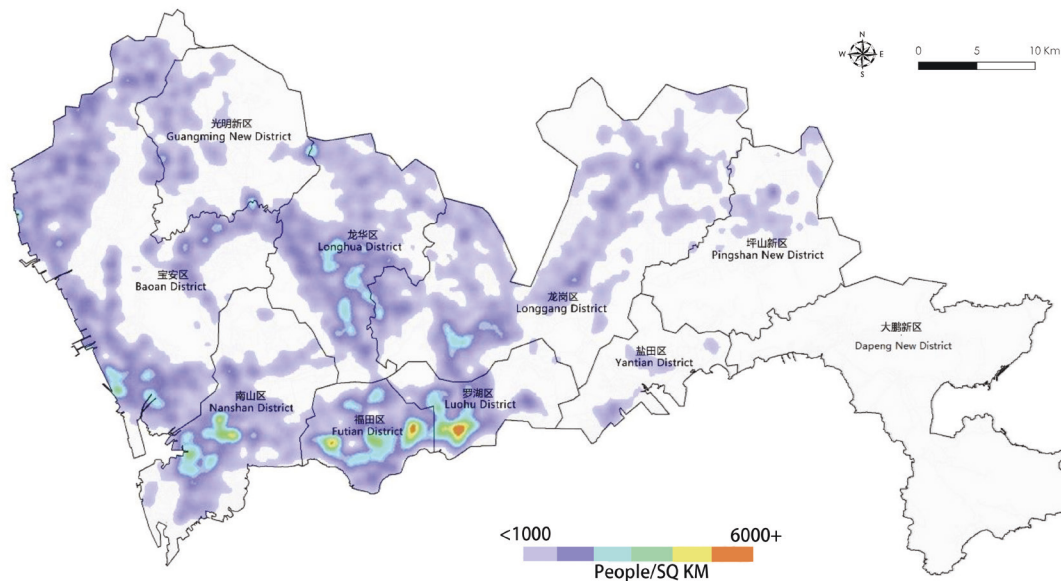 N
W E
S
0 5 10 Km
光明新区
Guangming New District
龙华区
Longhua District
宝安区
Baoan District
坪山新区
Pingshan New District
龙岗区
Longgang District
大鹏新区
Dapeng New District
盐田区
Yantian District
南山区
Nanshan District
福田区
Futian District
罗湖区
Luohu District
<1000 6000+
People/SQ KM